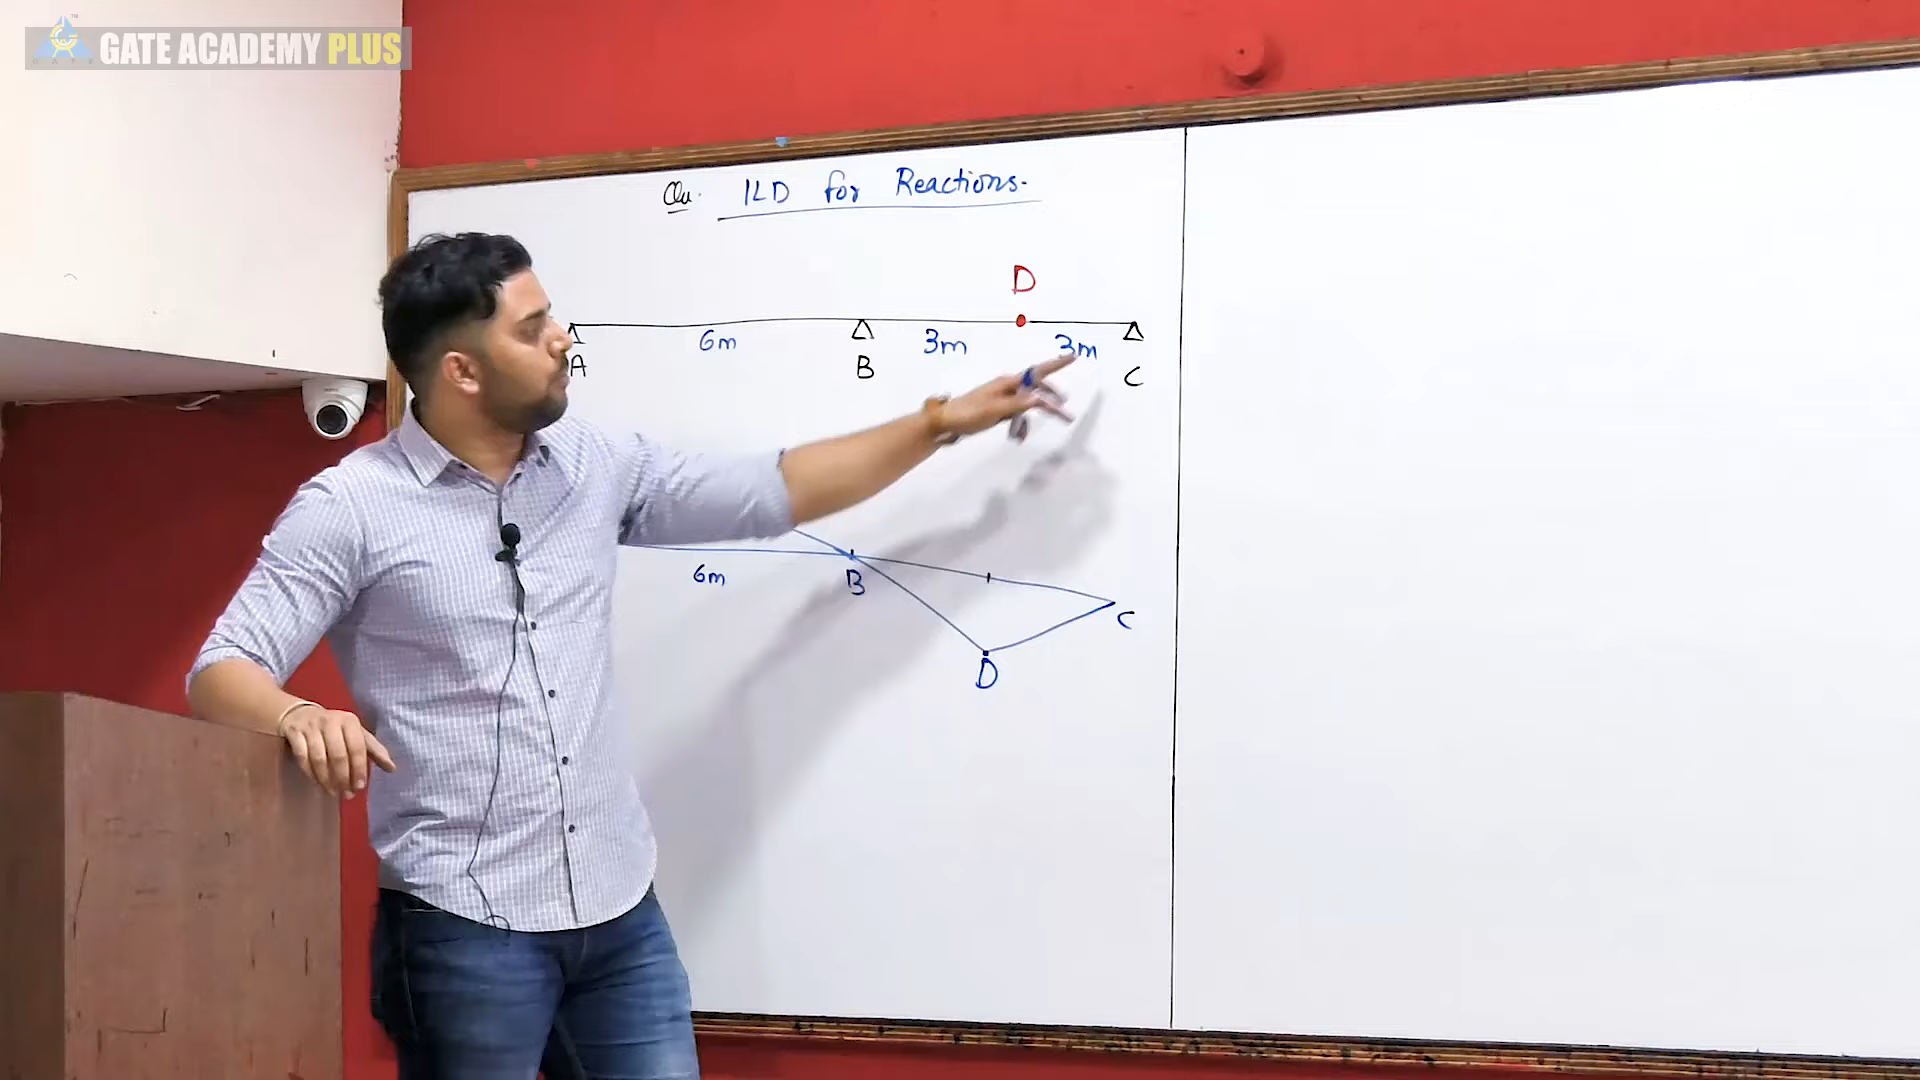 GATE ACADEMY PLUS
Qu. ILD for Reactions.
D
6m 3m 3m
A B C
6m B
C
D